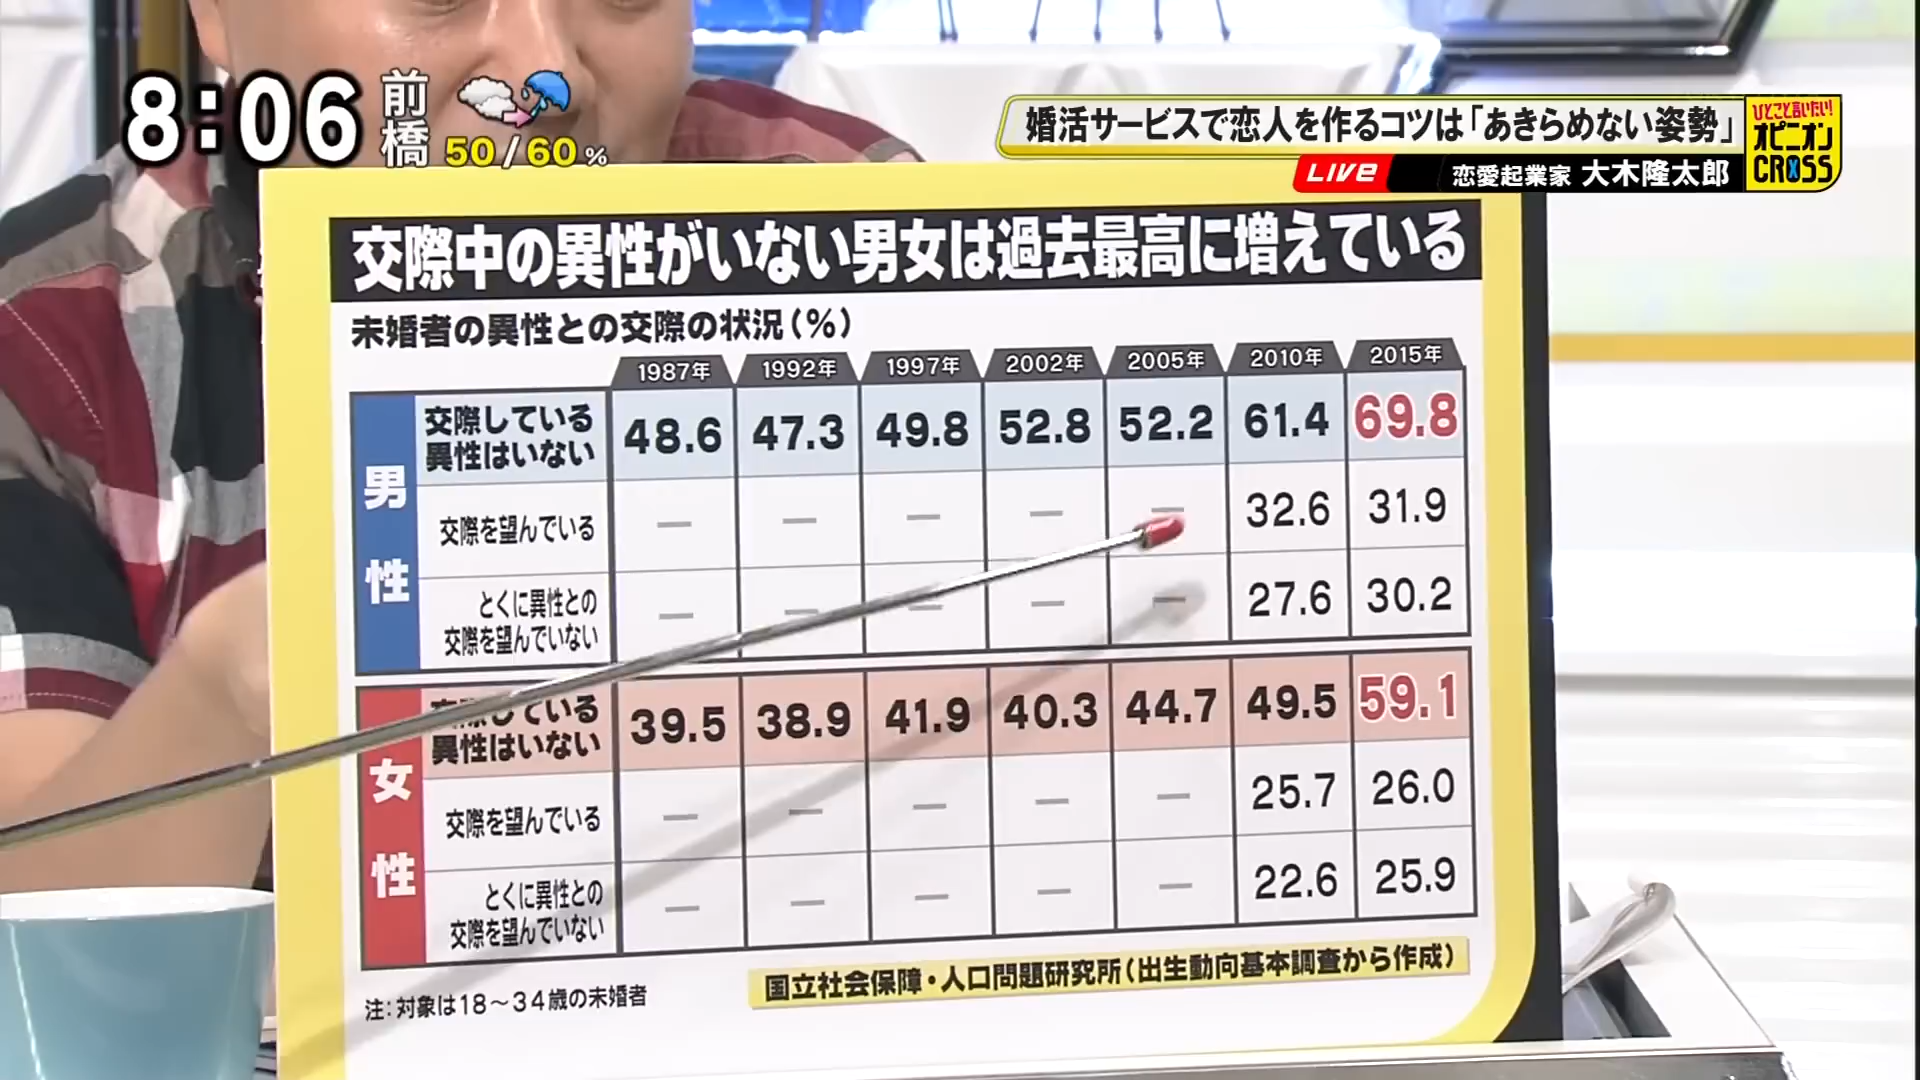 8:06
前橋
50/60%
婚活サービスで恋人を作るコツは「あきらめない姿勢」
LIVE 恋愛起業家 大木隆太郎
ひとこと言いたい!
オピニオン
CROSS
交際中の異性がいない男女は過去最高に増えている
未婚者の異性との交際の状況(%)
1987年 1992年 1997年 2002年 2005年 2010年 2015年
男性
交際している
異性はいない
48.6 47.3 49.8 52.8 52.2 61.4 69.8
交際を望んでいる
— — — — — 32.6 31.9
とくに異性との
交際を望んでいない
— — — — — 27.6 30.2
女性
交際している
異性はいない
39.5 38.9 41.9 40.3 44.7 49.5 59.1
交際を望んでいる
— — — — — 25.7 26.0
とくに異性との
交際を望んでいない
— — — — — 22.6 25.9
国立社会保障・人口問題研究所(出生動向基本調査から作成)
注:対象は18~34歳の未婚者